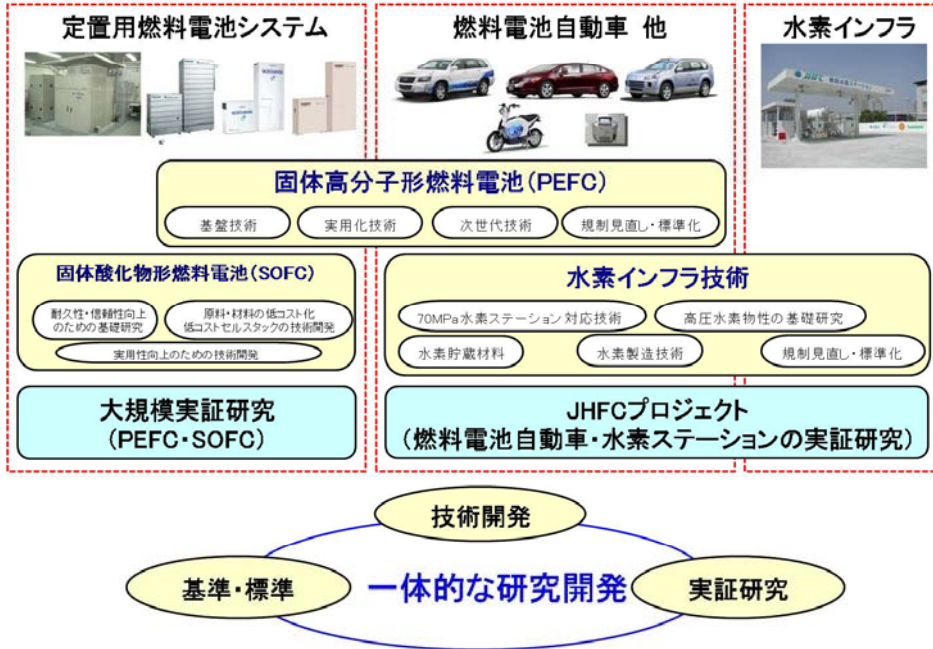 定置用燃料電池システム
燃料電池自動車 他
水素インフラ
固体高分子形燃料電池(PEFC)
基盤技術
実用化技術
次世代技術
規制見直し・標準化
固体酸化物形燃料電池(SOFC)
耐久性・信頼性向上
のための基礎研究
原料・材料の低コスト化
低コストセルスタックの技術開発
実用性向上のための技術開発
水素インフラ技術
70MPa水素ステーション対応技術
高圧水素物性の基礎研究
水素貯蔵材料
水素製造技術
規制見直し・標準化
大規模実証研究
(PEFC・SOFC)
JHFCプロジェクト
(燃料電池自動車・水素ステーションの実証研究)
技術開発
基準・標準
一体的な研究開発
実証研究